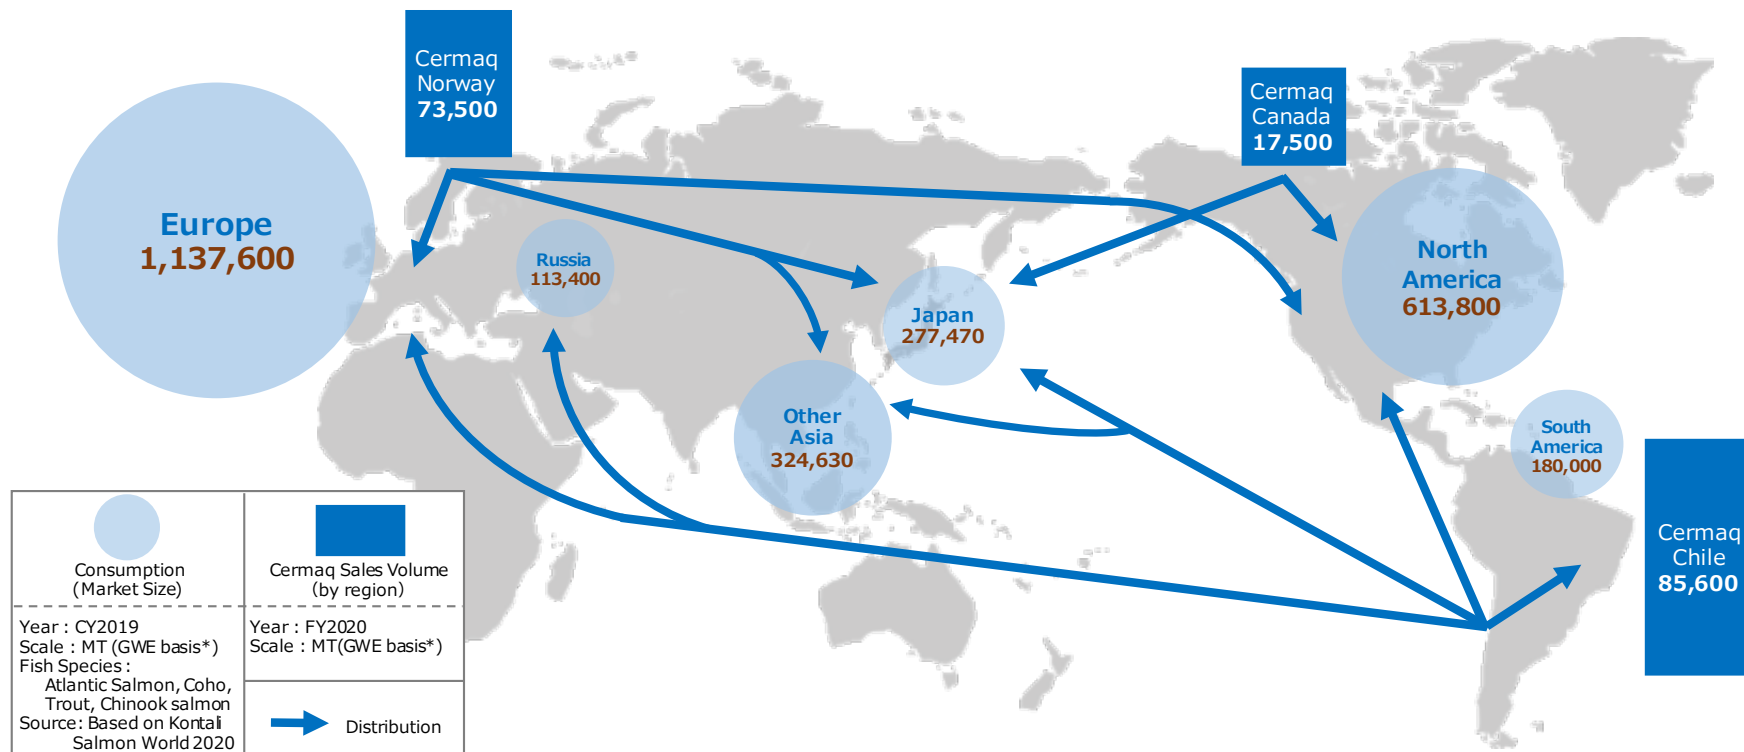 Cermaq
Norway
73,500
Cermaq
Canada
17,500
Europe
1,137,600
Russia
113,400
North
America
613,800
Japan
277,470
Other
Asia
324,630
South
America
180,000
Cermaq
Chile
85,600
Consumption
(Market Size)
Cermaq Sales Volume
(by region)
Year : CY2019
Scale : MT (GWE basis*)
Fish Species :
Atlantic Salmon, Coho,
Trout, Chinook salmon
Source: Based on Kontali
Salmon World 2020
Year : FY2020
Scale : MT(GWE basis*)
Distribution